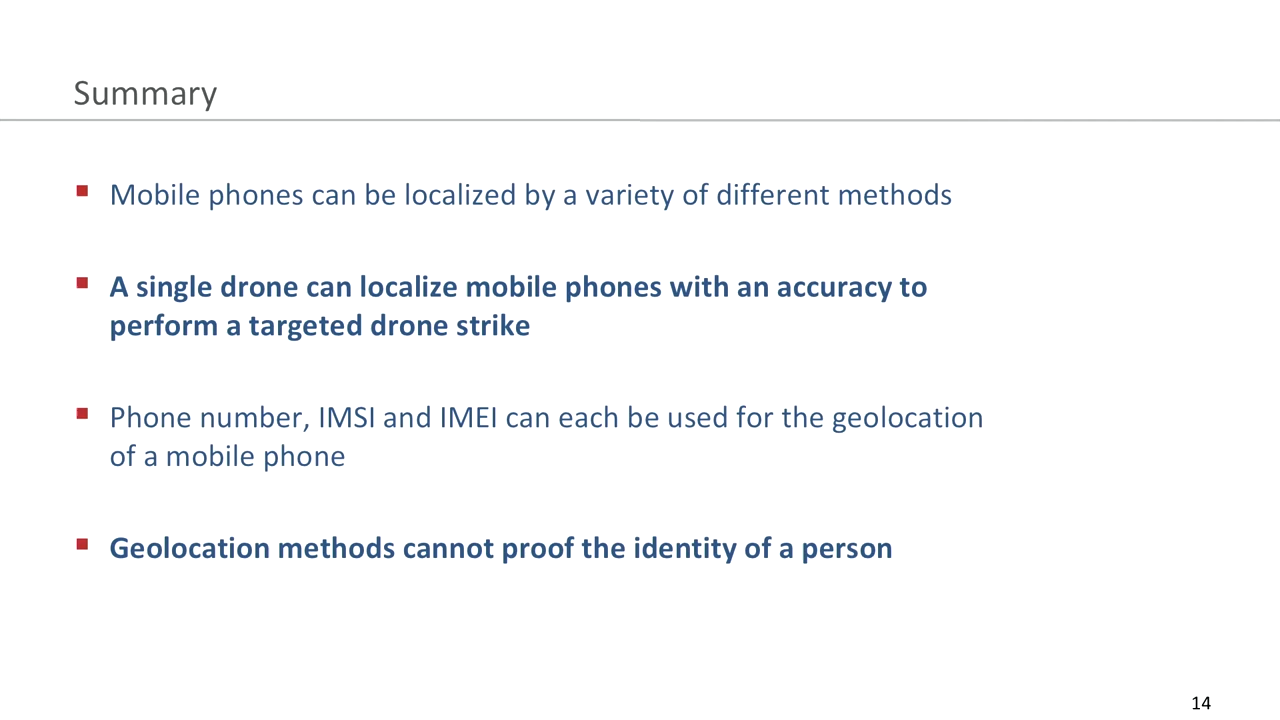 Summary
▪ Mobile phones can be localized by a variety of different methods
▪ A single drone can localize mobile phones with an accuracy to
perform a targeted drone strike
▪ Phone number, IMSI and IMEI can each be used for the geolocation
of a mobile phone
▪ Geolocation methods cannot proof the identity of a person
14